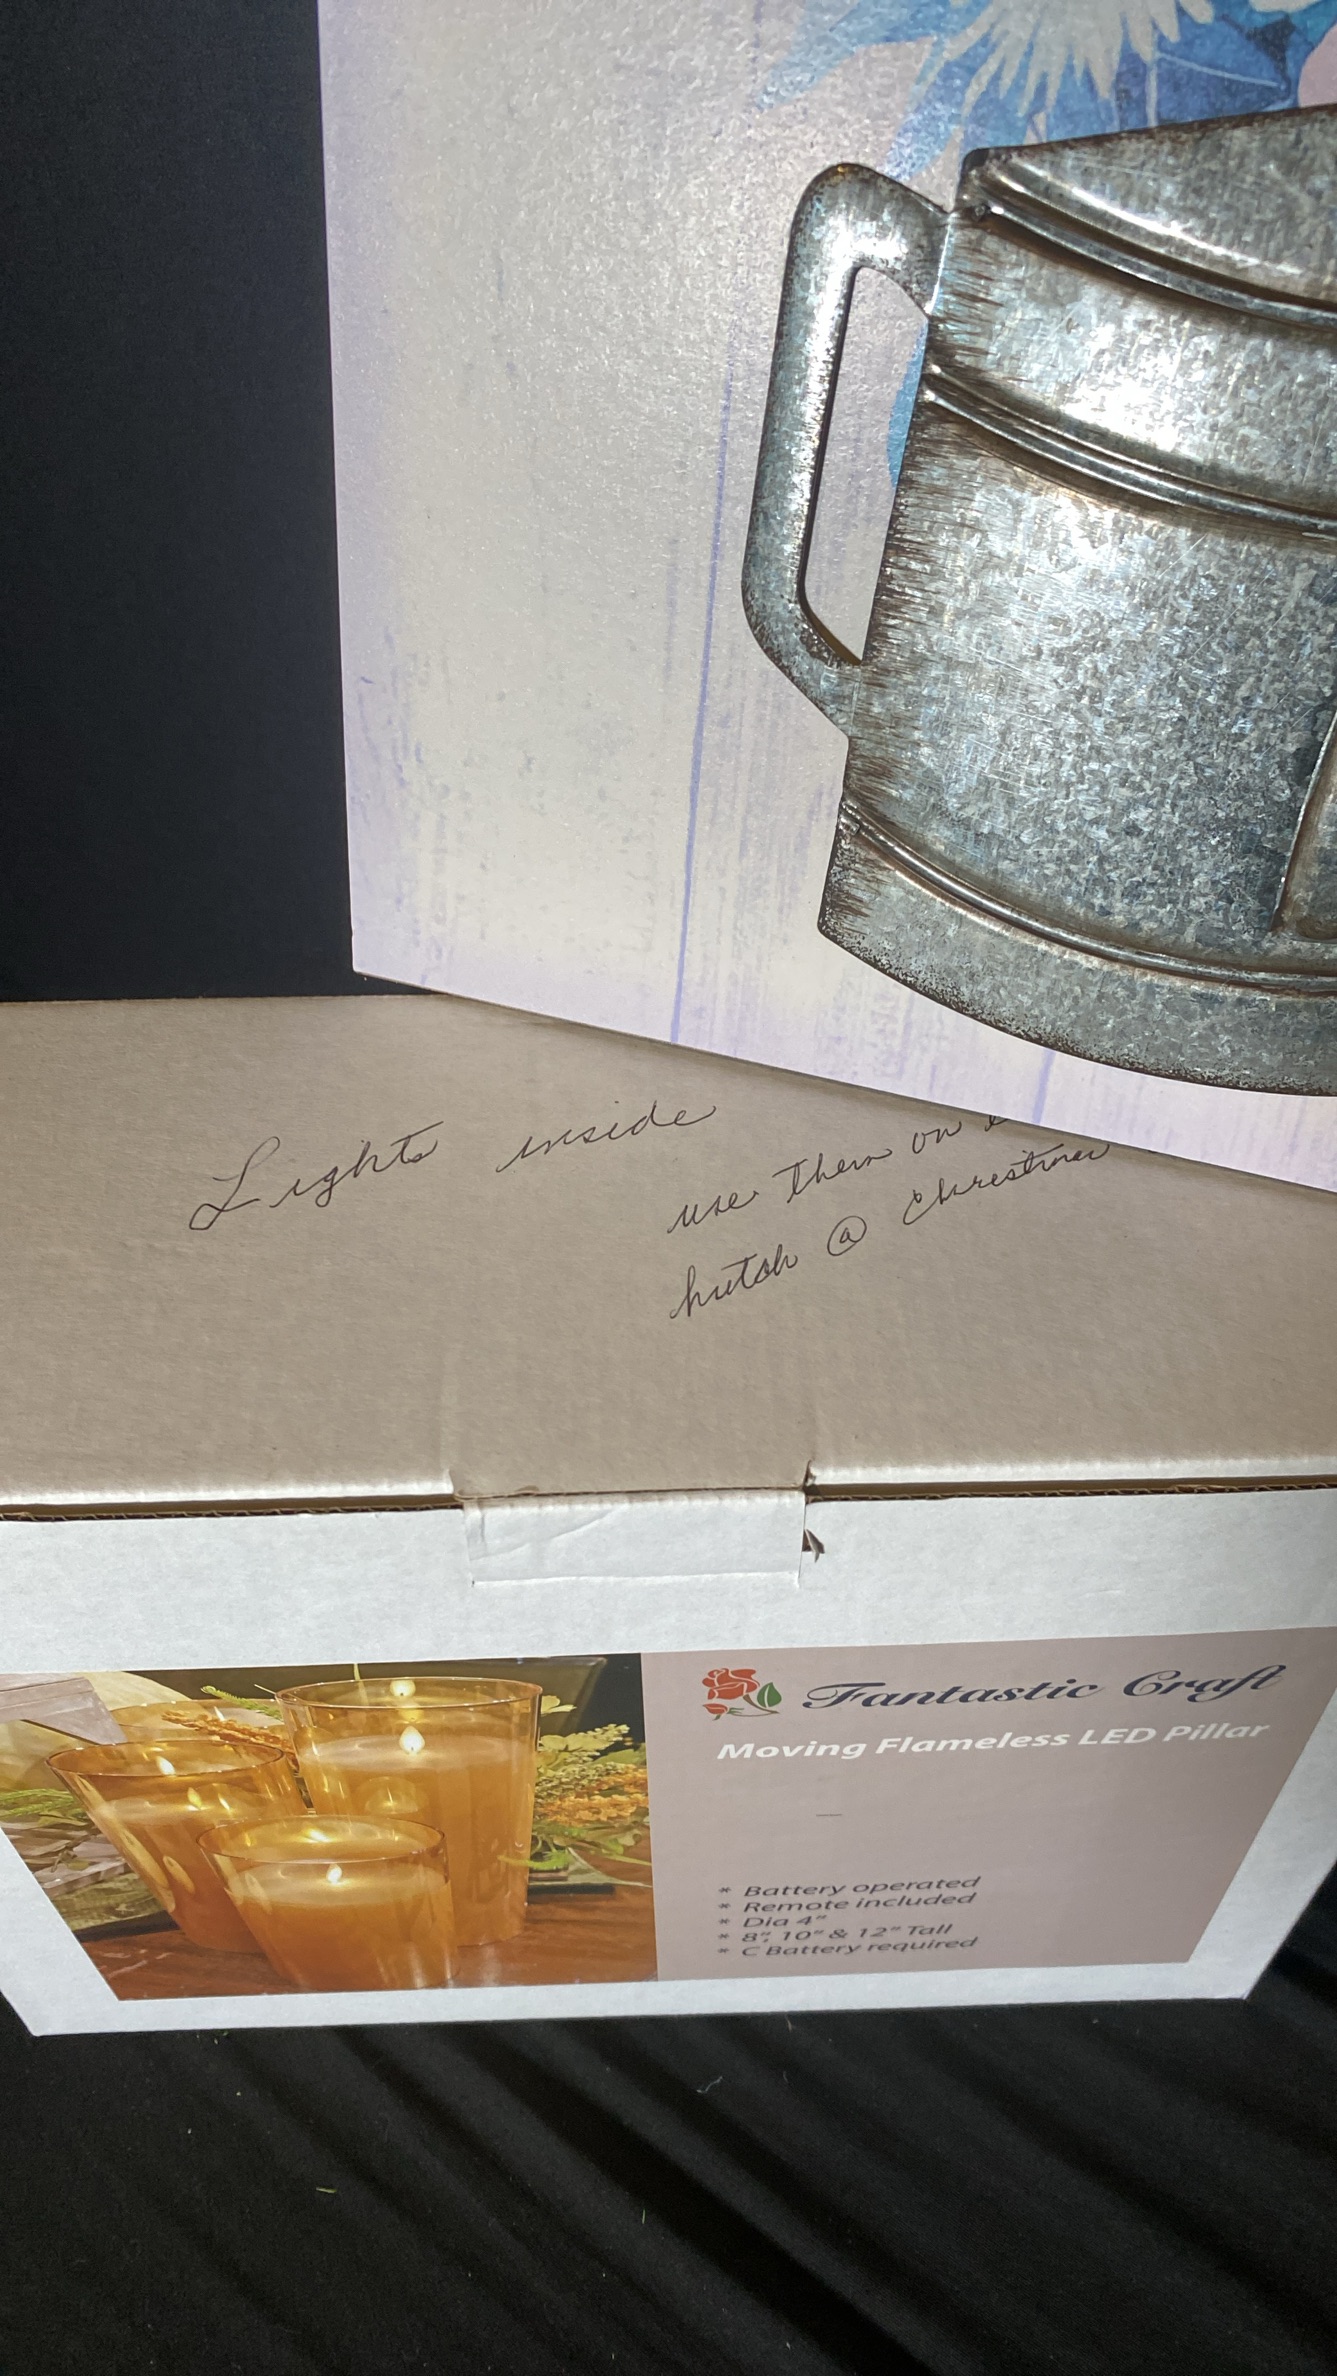 Lights inside
use them on
hutch @ Christmas
Fantastic Craft
Moving Flameless LED Pillar
* Battery operated
* Remote included
* Dia 4"
* 8", 10" & 12" Tall
* C Battery required